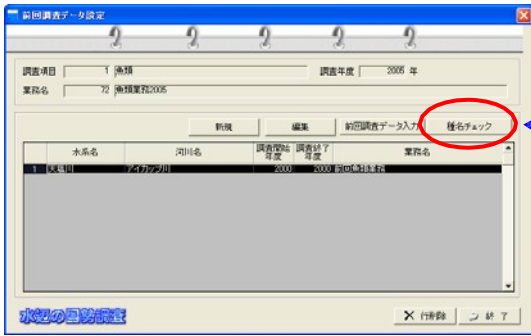 前回調査データ設定
調査項目 1 魚類 調査年度 2005 年
業務名 72 魚類業務2005
新規 編集 前回調査データ入力 種名チェック
水系名 河川名 調査開始年度 調査終了年度 業務名
1 天塩川 アイカップ川 2000 2000 前回魚類業務
水辺の国勢調査 行削除 終了